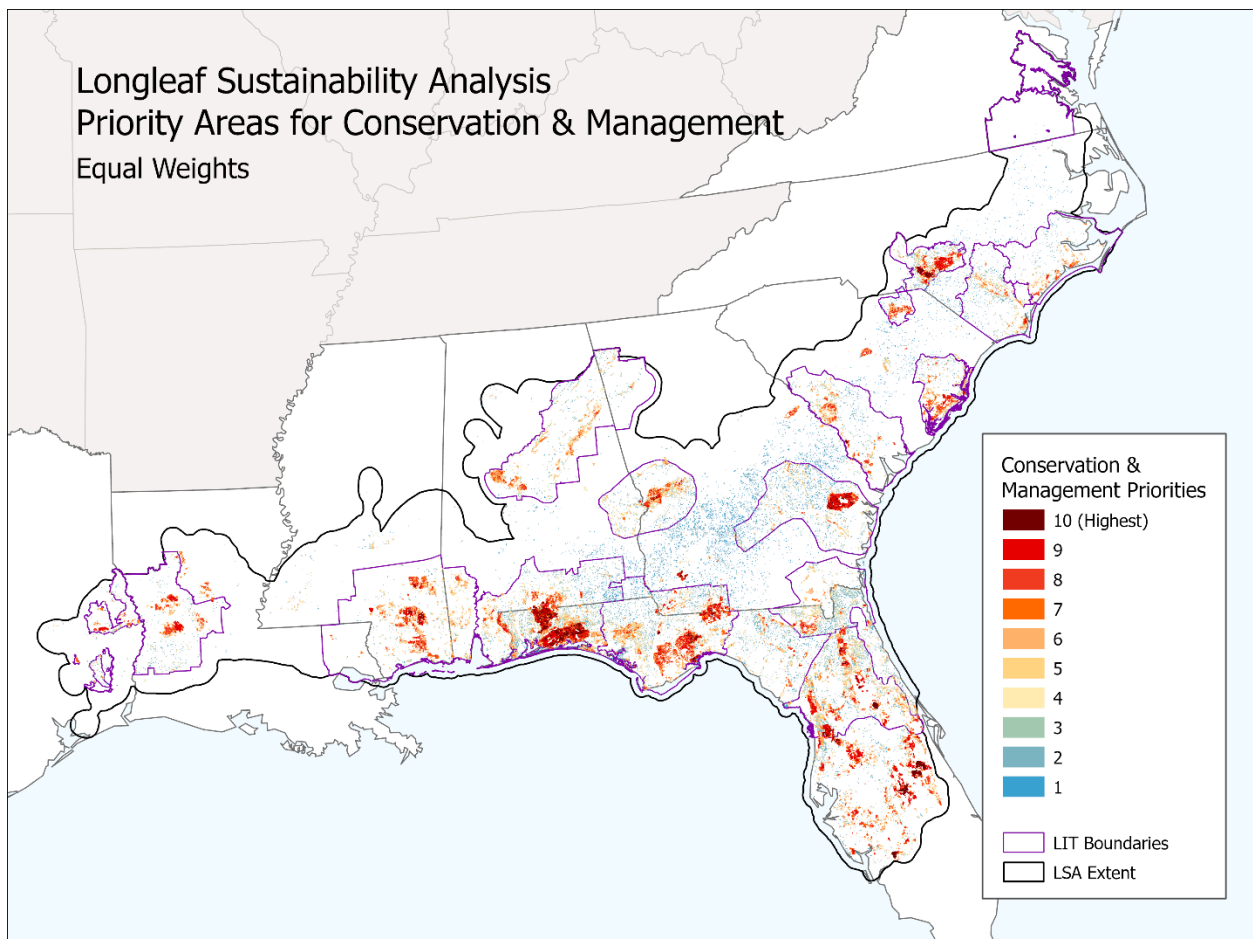 Longleaf Sustainability Analysis
Priority Areas for Conservation & Management
Equal Weights
Conservation &
Management Priorities
10 (Highest)
9
8
7
6
5
4
3
2
1
LIT Boundaries
LSA Extent